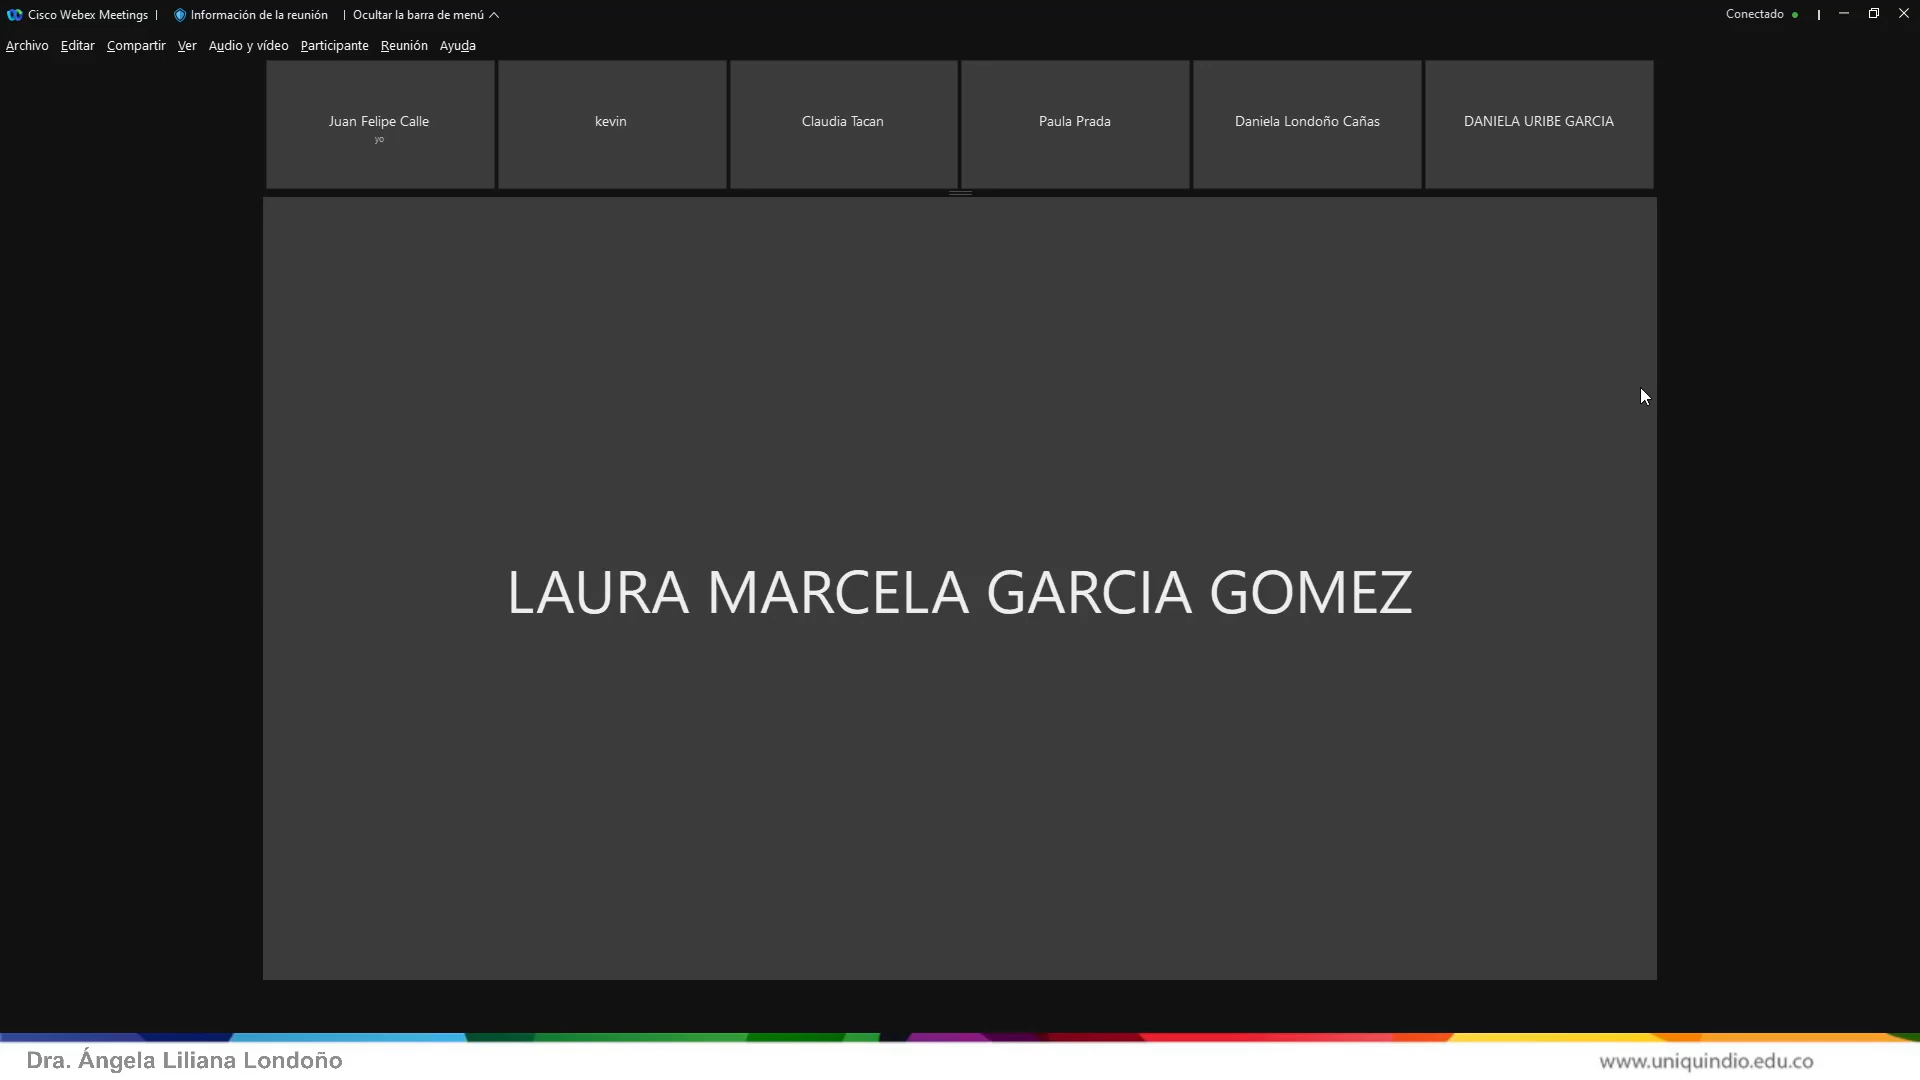 Cisco Webex Meetings | Información de la reunión | Ocultar la barra de menú
Conectado
Archivo Editar Compartir Ver Audio y vídeo Participante Reunión Ayuda
Juan Felipe Calle
yo
kevin
Claudia Tacan
Paula Prada
Daniela Londoño Cañas
DANIELA URIBE GARCIA
LAURA MARCELA GARCIA GOMEZ
Dra. Ángela Liliana Londoño
www.uniquindio.edu.co